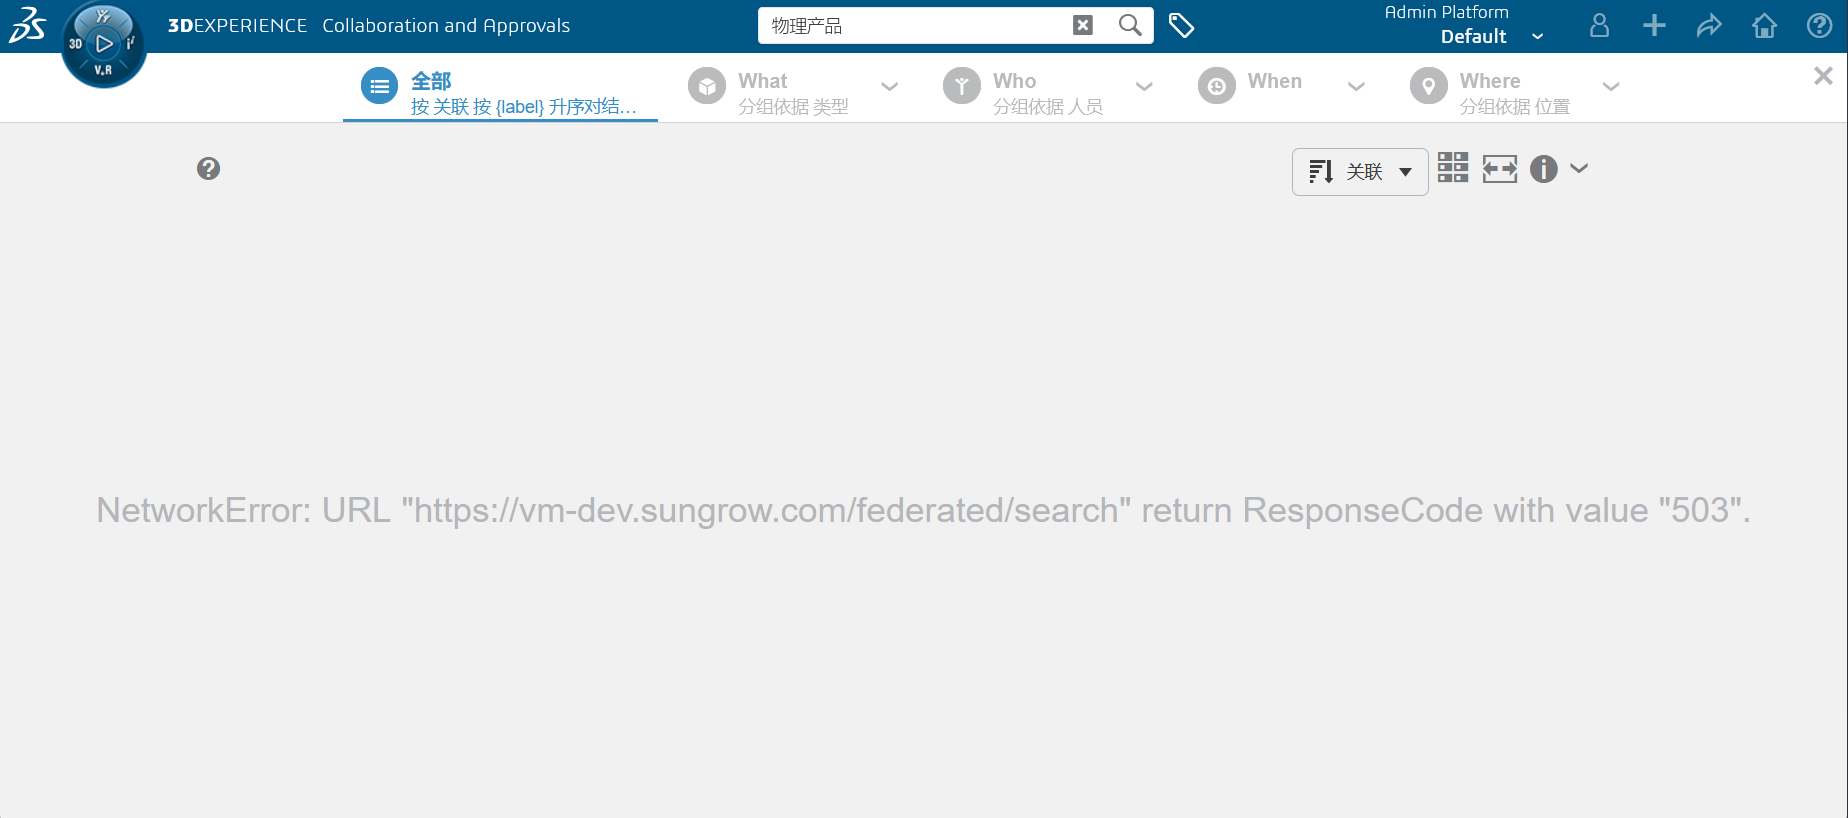 3DEXPERIENCE Collaboration and Approvals
3D
V.R
物理产品
Admin Platform
Default
全部
按 关联 按 {label} 升序对结...
What
分组依据 类型
Who
分组依据 人员
When
Where
分组依据 位置
关联
NetworkError: URL "https://vm-dev.sungrow.com/federated/search" return ResponseCode with value "503".